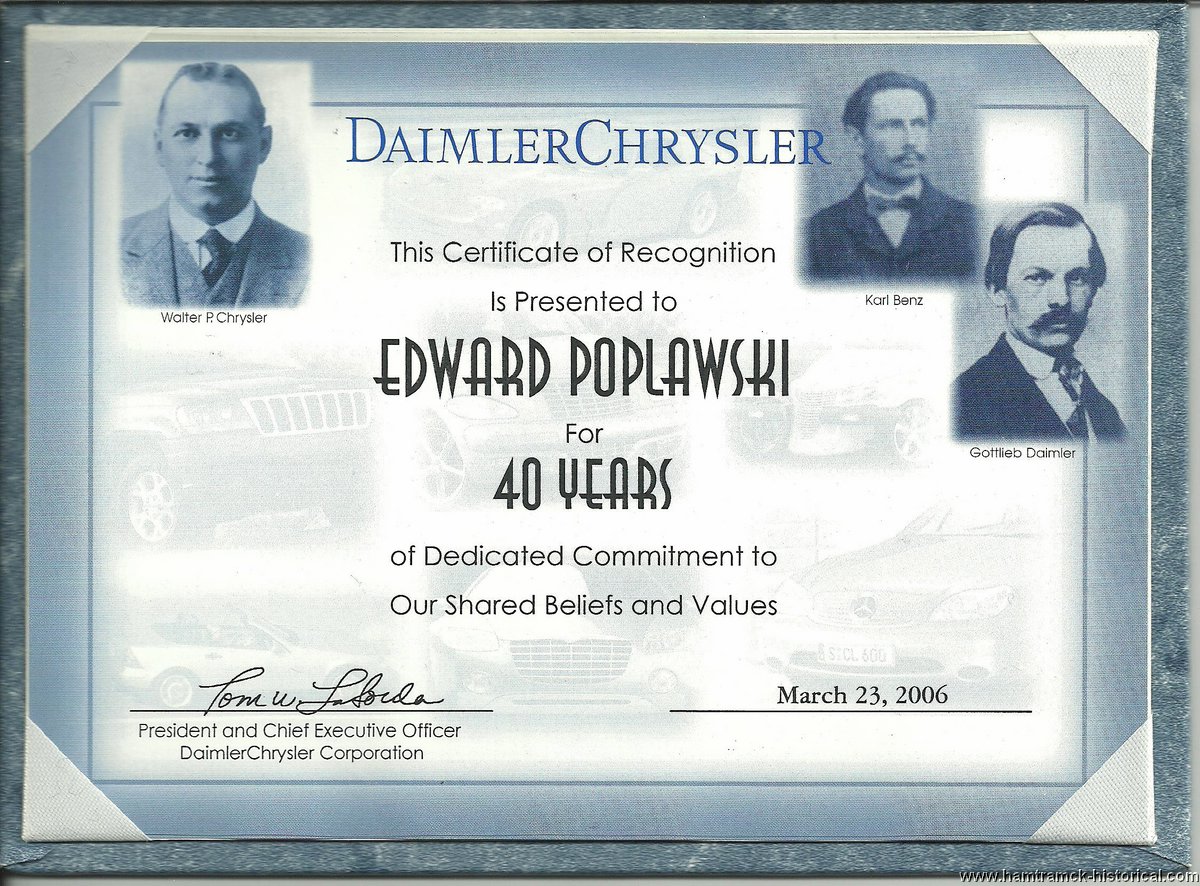 DAIMLERCHRYSLER
Walter P. Chrysler
Karl Benz
Gottlieb Daimler
This Certificate of Recognition
Is Presented to
EDWARD POPLAWSKI
For
40 YEARS
of Dedicated Commitment to
Our Shared Beliefs and Values
Tom W. LaSorda
President and Chief Executive Officer
DaimlerChrysler Corporation
March 23, 2006
www.hamtramck-historical.com